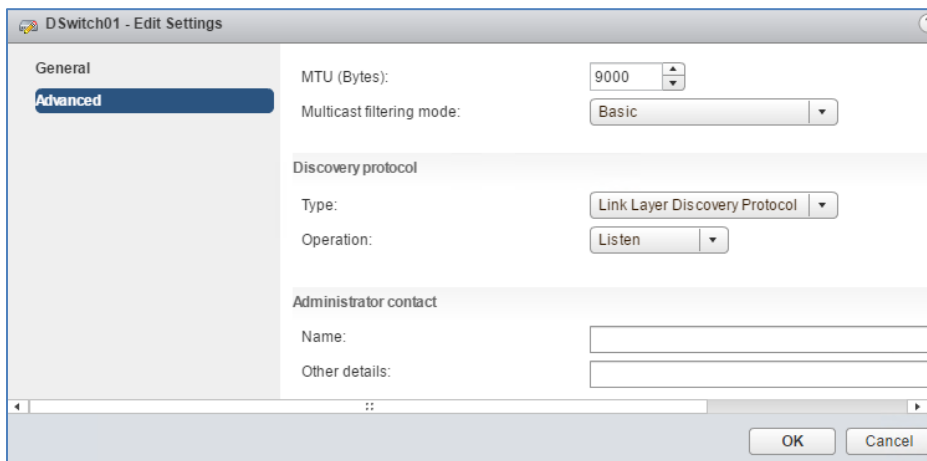 DSwitch01 - Edit Settings
General
Advanced
MTU (Bytes): 9000
Multicast filtering mode: Basic
Discovery protocol
Type: Link Layer Discovery Protocol
Operation: Listen
Administrator contact
Name:
Other details:
OK Cancel